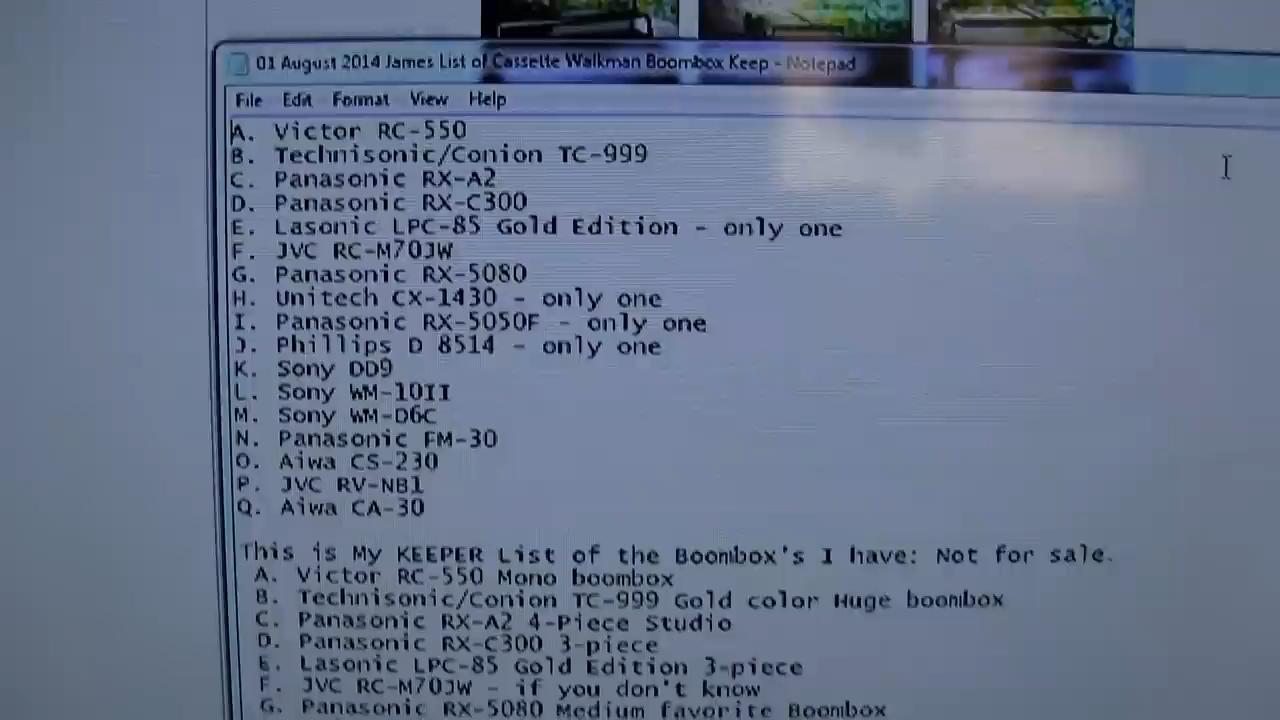 01 August 2014 James List of Cassette Walkman Boombox Keep - Notepad
File Edit Format View Help
A. Victor RC-550
B. Technisonic/Conion TC-999
C. Panasonic RX-A2
D. Panasonic RX-C300
E. Lasonic LPC-85 Gold Edition - only one
F. JVC RC-M70JW
G. Panasonic RX-5080
H. Unitech CX-1430 - only one
I. Panasonic RX-5050F - only one
J. Phillips D 8514 - only one
K. Sony DD9
L. Sony WM-10II
M. Sony WM-D6C
N. Panasonic FM-30
O. Aiwa CS-230
P. JVC RV-NB1
Q. Aiwa CA-30
This is My KEEPER List of the Boombox's I have: Not for sale.
A. Victor RC-550 Mono boombox
B. Technisonic/Conion TC-999 Gold color Huge boombox
C. Panasonic RX-A2 4-Piece Studio
D. Panasonic RX-C300 3-piece
E. Lasonic LPC-85 Gold Edition 3-piece
F. JVC RC-M70JW - if you don't know
G. Panasonic RX-5080 Medium favorite Boombox